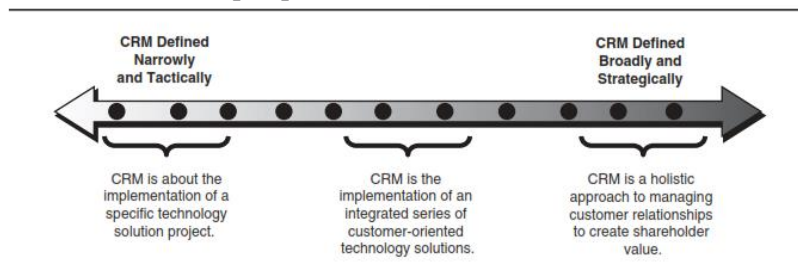 CRM Defined
Narrowly
and Tactically
CRM Defined
Broadly and
Strategically
CRM is about the
implementation of a
specific technology
solution project.
CRM is the
implementation of an
integrated series of
customer-oriented
technology solutions.
CRM is a holistic
approach to managing
customer relationships
to create shareholder
value.